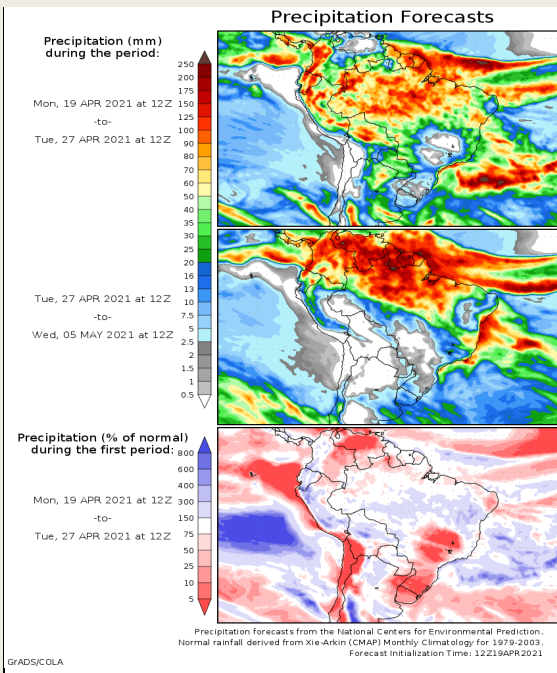 Precipitation Forecasts
Precipitation (mm)
during the period:
Mon, 19 APR 2021 at 12Z
-to-
Tue, 27 APR 2021 at 12Z
250
200
175
150
125
100
90
80
70
60
50
40
35
30
25
20
16
13
10
7.5
5
2.5
2
1.5
1
0.5
Tue, 27 APR 2021 at 12Z
-to-
Wed, 05 MAY 2021 at 12Z
Precipitation (% of normal)
during the first period:
Mon, 19 APR 2021 at 12Z
-to-
Tue, 27 APR 2021 at 12Z
800
600
400
300
150
75
50
25
10
5
Precipitation forecasts from the National Centers for Environmental Prediction.
Normal rainfall derived from Xie-Arkin (CMAP) Monthly Climatology for 1979-2003.
Forecast Initialization Time: 12Z19APR2021
GrADS/COLA